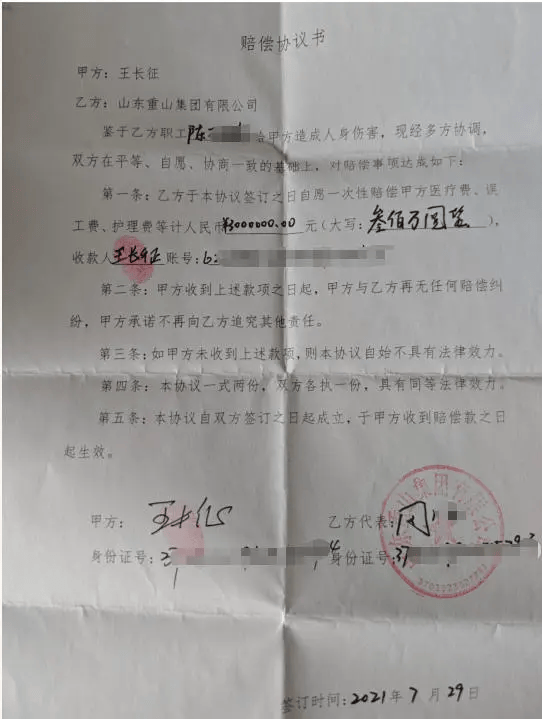 赔偿协议书
甲方：王长征
乙方：山东重山集团有限公司
鉴于乙方职工陈 给甲方造成人身伤害，现经多方协调，
双方在平等、自愿、协商一致的基础上，对赔偿事项达成如下：
第一条：乙方于本协议签订之日自愿一次性赔偿甲方医疗费、误
工费、护理费等计人民币¥3000000.00元（大写：叁佰万圆整），
收款人王长征账号：62
第二条：甲方收到上述款项之日起，甲方与乙方再无任何赔偿纠
纷，甲方承诺不再向乙方追究其他责任。
第三条：如甲方未收到上述款项，则本协议自始不具有法律效力。
第四条：本协议一式两份，双方各执一份，具有同等法律效力。
第五条：本协议自双方签订之日起成立，于甲方收到赔偿款之日
起生效。
甲方：王长征 乙方代表：
身份证号：3 4 身份证号：37
山集团有限公
签订时间：2021年7月29日